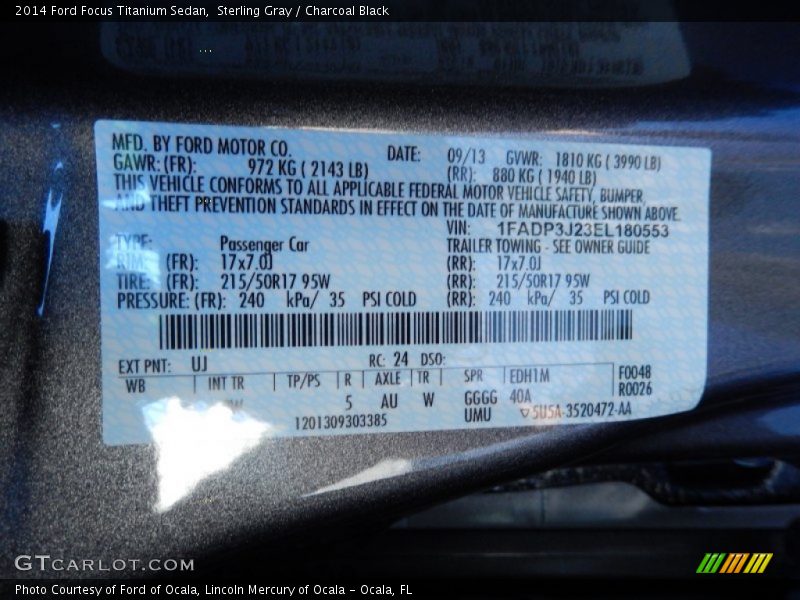 2014 Ford Focus Titanium Sedan, Sterling Gray / Charcoal Black
MFD. BY FORD MOTOR CO. DATE: 09/13 GVWR: 1810 KG ( 3990 LB)
GAWR: (FR): 972 KG ( 2143 LB) (RR): 880 KG ( 1940 LB)
THIS VEHICLE CONFORMS TO ALL APPLICABLE FEDERAL MOTOR VEHICLE SAFETY, BUMPER,
AND THEFT PREVENTION STANDARDS IN EFFECT ON THE DATE OF MANUFACTURE SHOWN ABOVE.
VIN: 1FADP3J23EL180553
TYPE: Passenger Car TRAILER TOWING - SEE OWNER GUIDE
RIMS (FR): 17x7.0J (RR): 17x7.0J
TIRE: (FR): 215/50R17 95W (RR): 215/50R17 95W
PRESSURE: (FR): 240 kPa/ 35 PSI COLD (RR): 240 kPa/ 35 PSI COLD
EXT PNT: UJ RC: 24 DSO:
WB | INT TR | TP/PS | R | AXLE | TR | SPR | EDH1M F0048
5 AU W GGGG 40A R0026
1201309303385 UMU ▽5U5A-3520472-AA
GTCARLOT.COM
Photo Courtesy of Ford of Ocala, Lincoln Mercury of Ocala - Ocala, FL